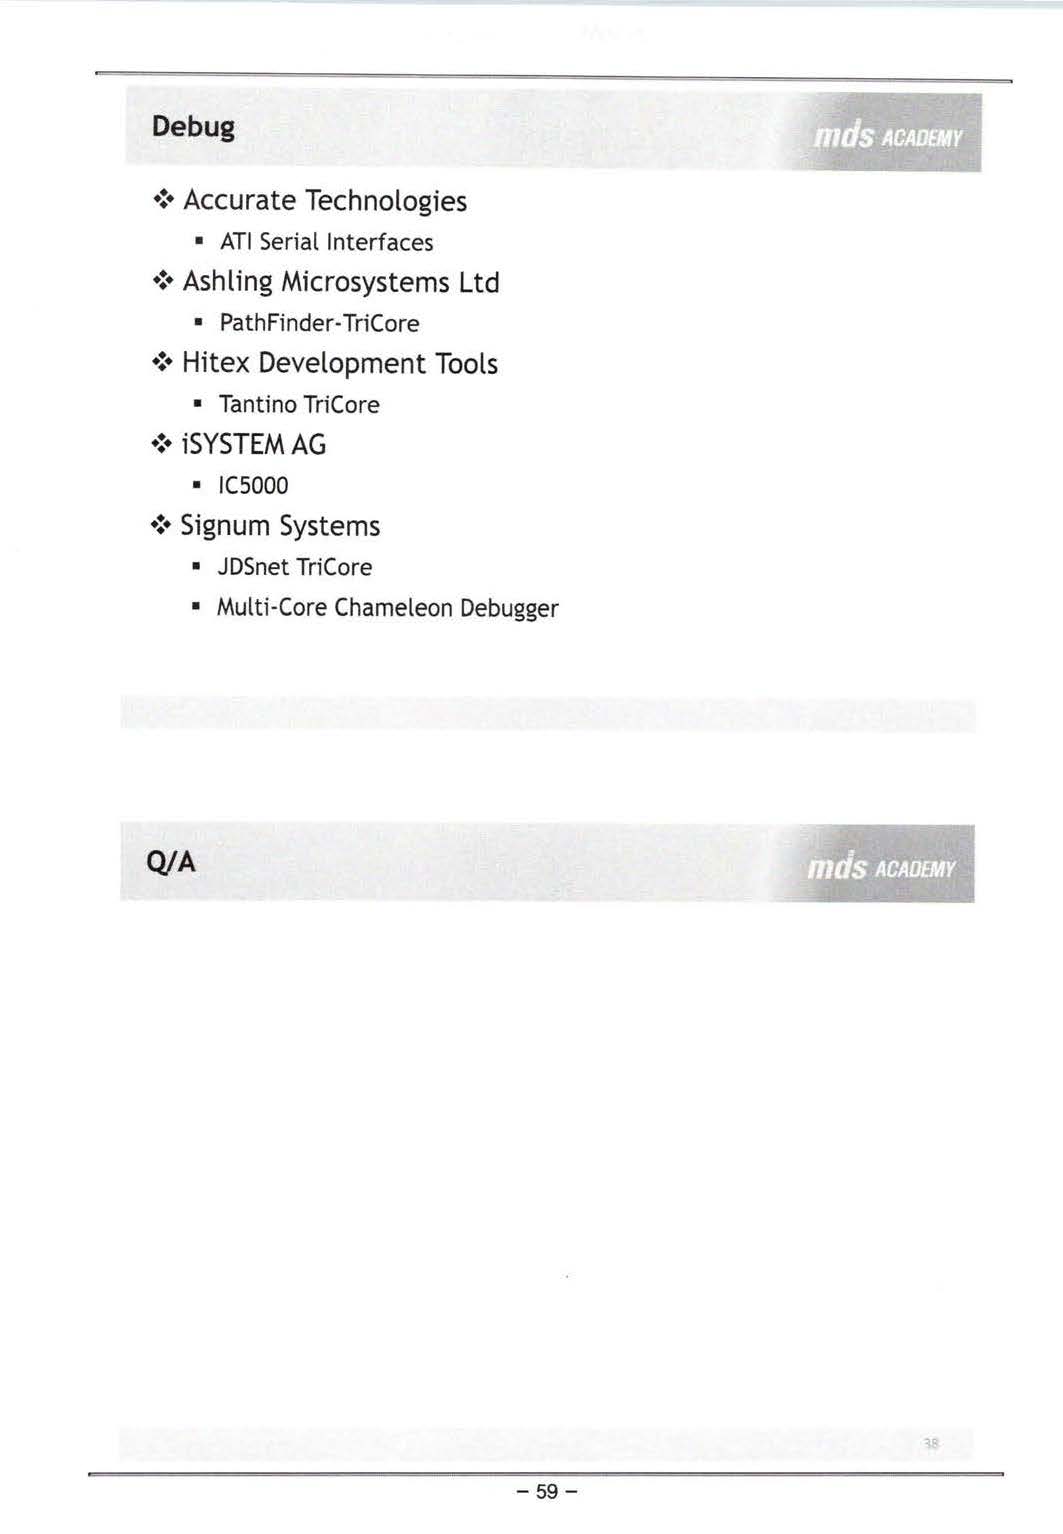 Debug
mds ACADEMY
❖ Accurate Technologies
▪ ATI Serial Interfaces
❖ Ashling Microsystems Ltd
▪ PathFinder-TriCore
❖ Hitex Development Tools
▪ Tantino TriCore
❖ iSYSTEM AG
▪ IC5000
❖ Signum Systems
▪ JDSnet TriCore
▪ Multi-Core Chameleon Debugger
Q/A
mds ACADEMY
38
- 59 -